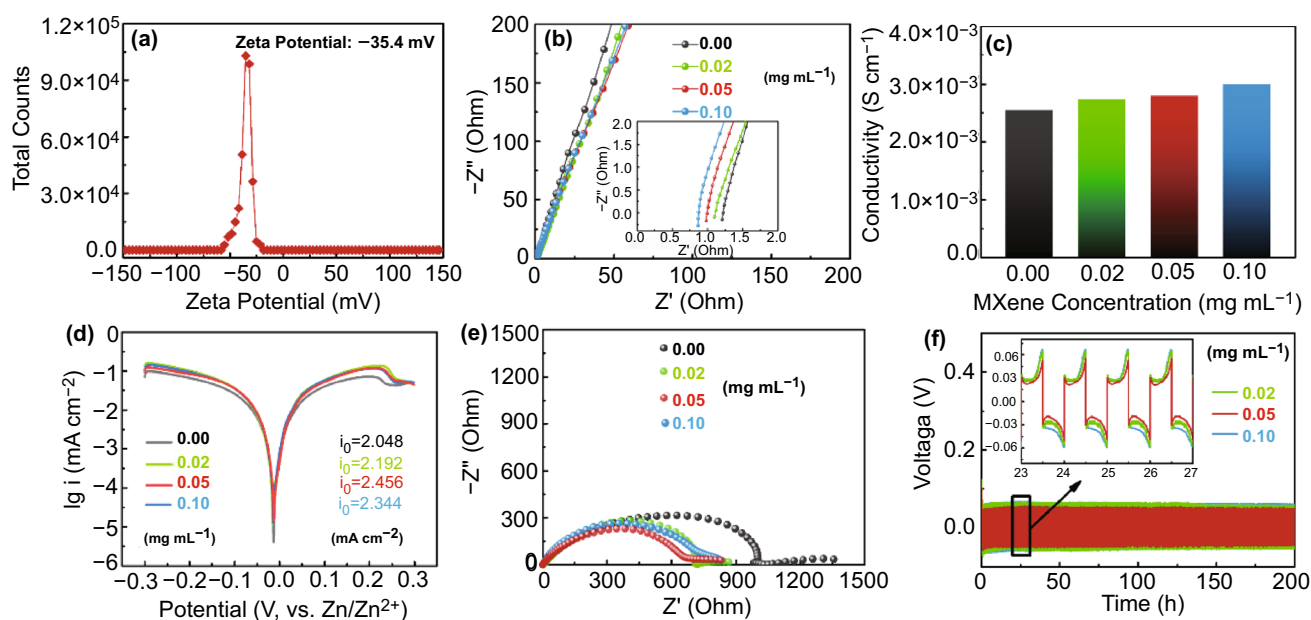 (a)
Zeta Potential: −35.4 mV
1.2×10⁵
9.0×10⁴
6.0×10⁴
3.0×10⁴
0.0
Total Counts
−150 −100 −50 0 50 100 150
Zeta Potential (mV)
(b)
0.00
0.02
0.05
0.10
(mg mL⁻¹)
200
150
100
50
0
−Z″ (Ohm)
0 50 100 150 200
Z' (Ohm)
2.0
1.5
1.0
0.5
0.0
−Z″ (Ohm)
0.0 0.5 1.0 1.5 2.0
Z' (Ohm)
(c)
4.0×10⁻³
3.0×10⁻³
2.0×10⁻³
1.0×10⁻³
0.0
Conductivity (S cm⁻¹)
0.00 0.02 0.05 0.10
MXene Concentration (mg mL⁻¹)
(d)
0
−1
−2
−3
−4
−5
−6
lg i (mA cm⁻²)
0.00
0.02
0.05
0.10
(mg mL⁻¹)
i₀=2.048
i₀=2.192
i₀=2.456
i₀=2.344
(mA cm⁻²)
−0.3 −0.2 −0.1 0.0 0.1 0.2 0.3
Potential (V, vs. Zn/Zn²⁺)
(e)
0.00
0.02
0.05
0.10
(mg mL⁻¹)
1500
1200
900
600
300
0
−Z″ (Ohm)
0 300 600 900 1200 1500
Z' (Ohm)
(f)
(mg mL⁻¹)
0.02
0.05
0.10
0.4
0.2
0.0
Voltaga (V)
0 50 100 150 200
Time (h)
0.06
0.03
0.00
−0.03
−0.06
23 24 25 26 27